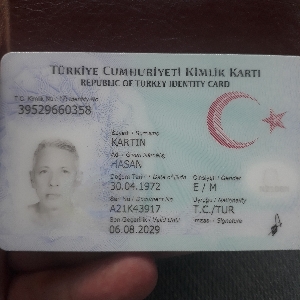 TÜRKİYE CUMHURİYETİ KİMLİK KARTI
REPUBLIC OF TURKEY IDENTITY CARD
T.C. Kimlik No / TR Identity No
39529660358
Soyadı / Surname
KARTIN
Adı / Given Name(s)
HASAN
Doğum Tarihi / Date of Birth Cinsiyeti / Gender
30.04.1972 E / M
Seri No / Document No Uyruğu / Nationality
A21K43917 T.C./TUR
Son Geçerlilik / Valid Until İmzası / Signature
06.08.2029